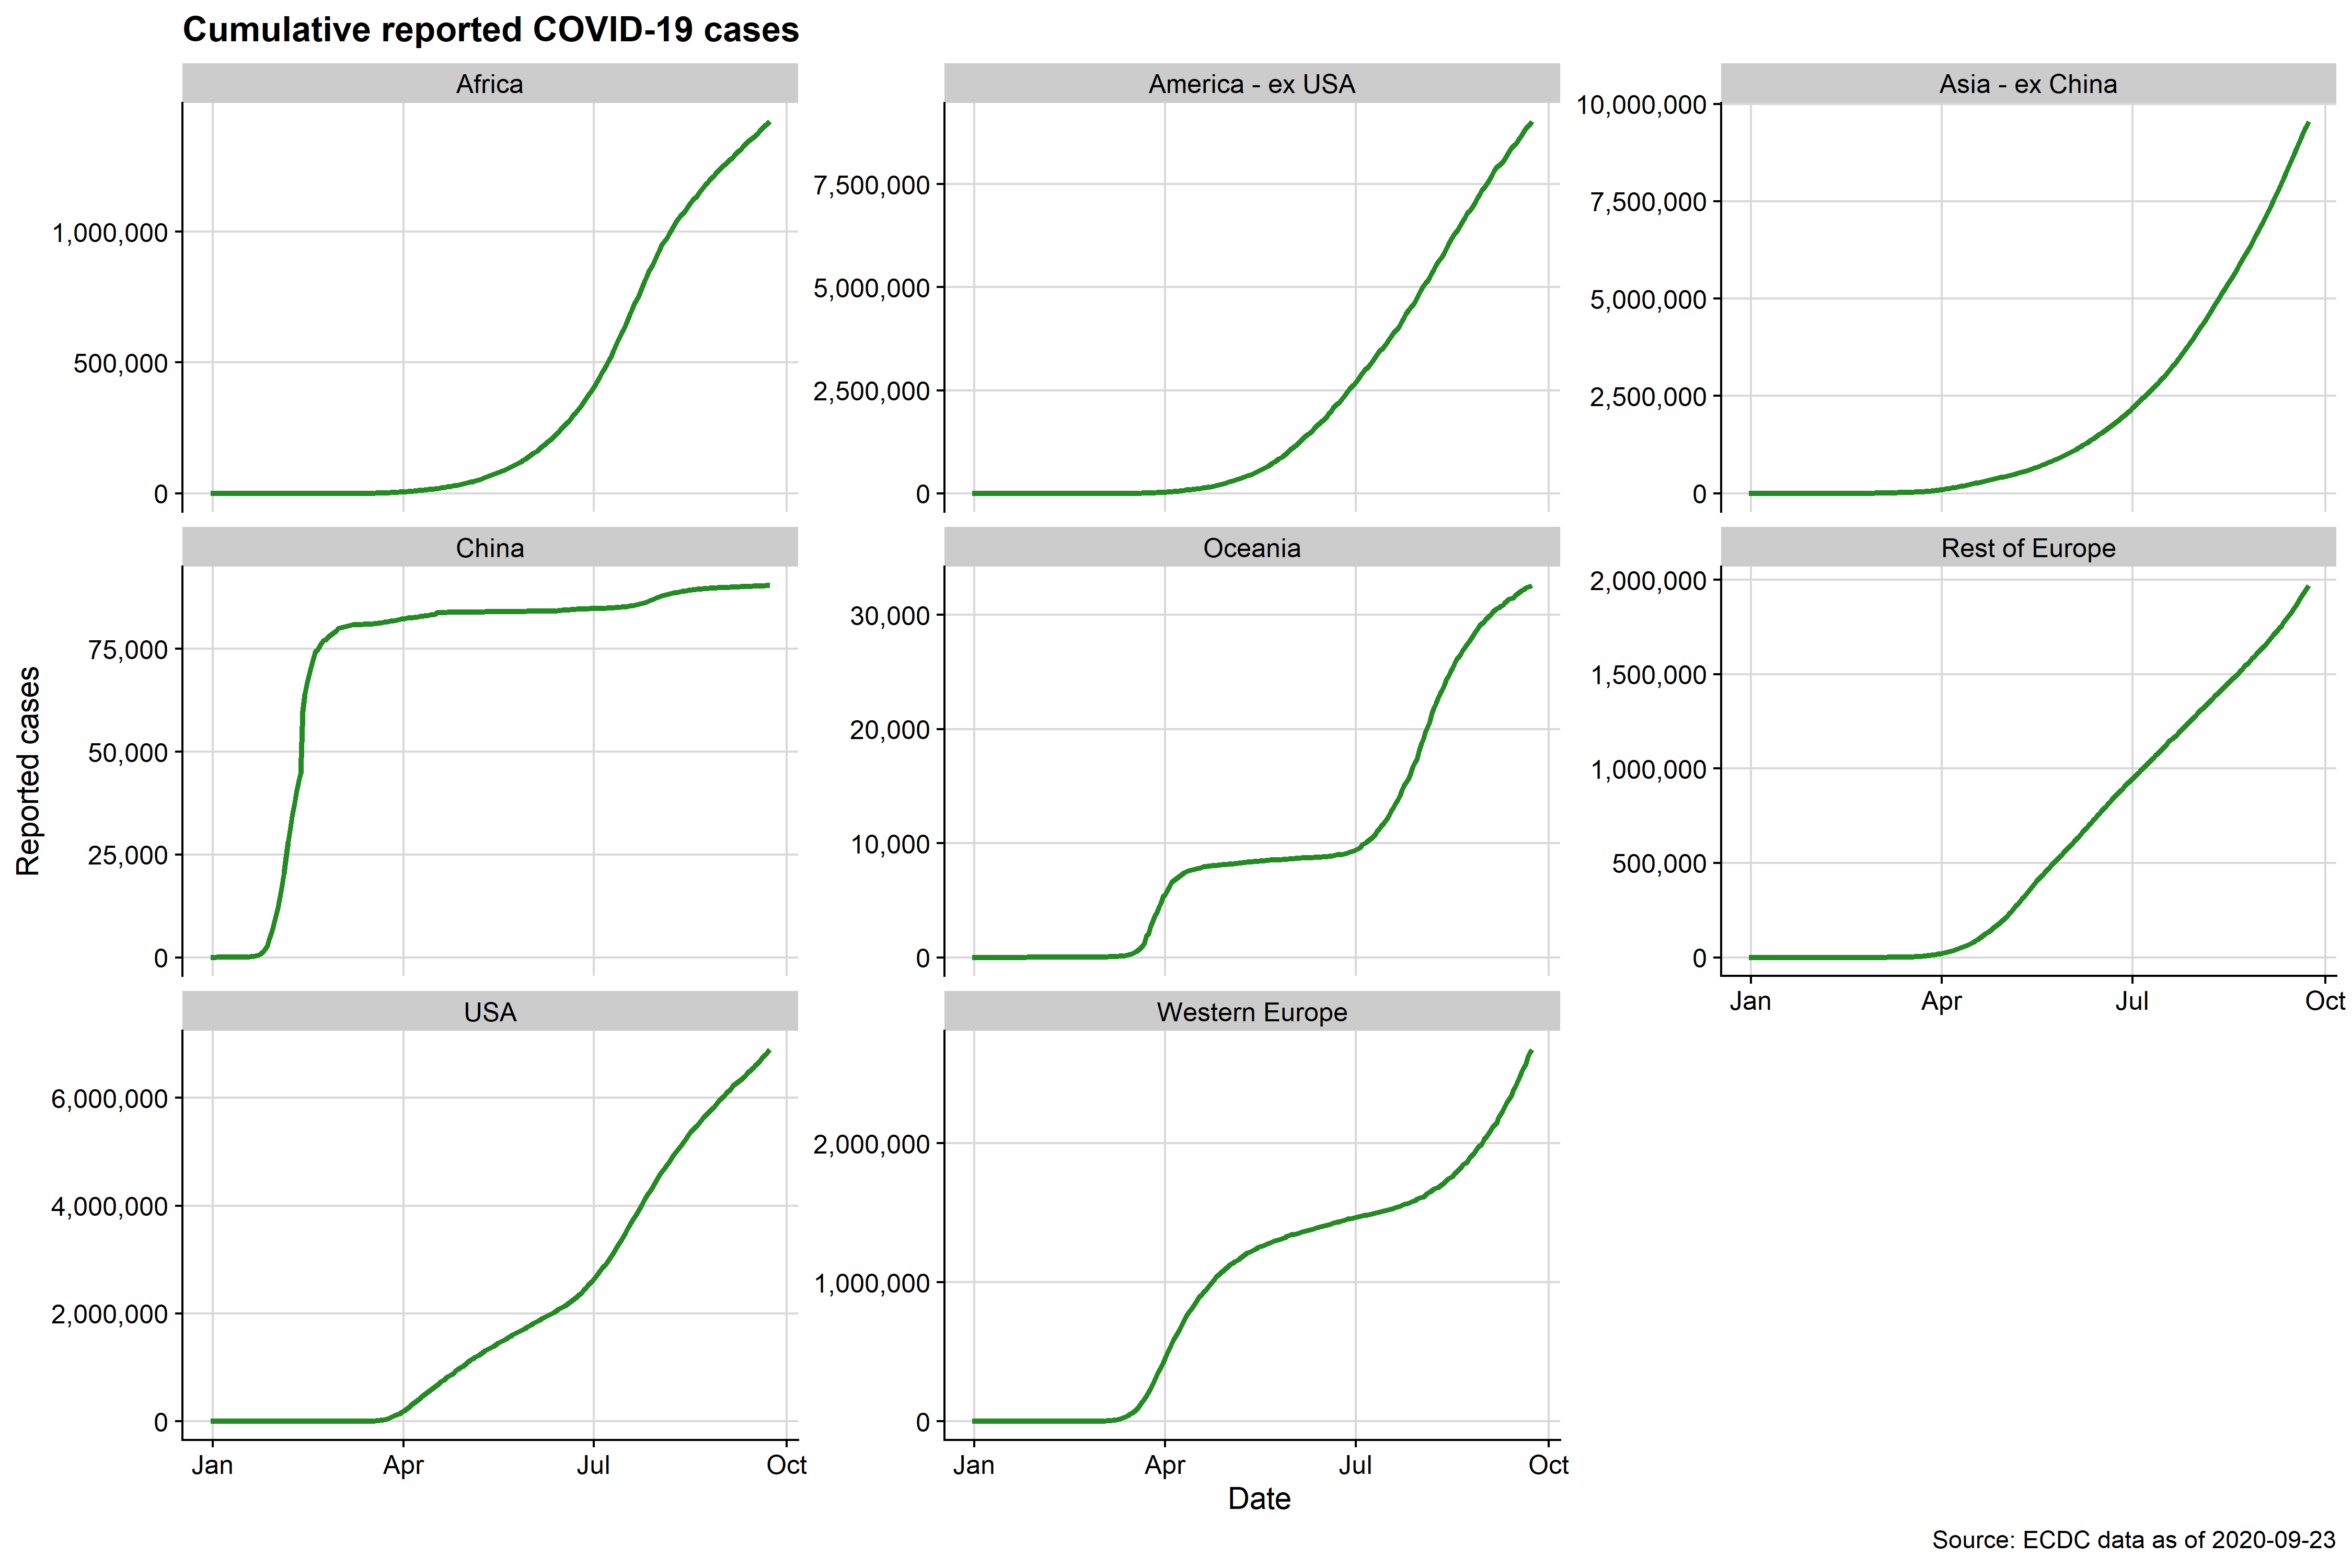 Cumulative reported COVID-19 cases
Africa
1,000,000
500,000
0
America - ex USA
7,500,000
5,000,000
2,500,000
0
Asia - ex China
10,000,000
7,500,000
5,000,000
2,500,000
0
China
75,000
50,000
25,000
0
Oceania
30,000
20,000
10,000
0
Rest of Europe
2,000,000
1,500,000
1,000,000
500,000
0
Jan Apr Jul Oct
USA
6,000,000
4,000,000
2,000,000
0
Jan Apr Jul Oct
Western Europe
2,000,000
1,000,000
0
Jan Apr Jul Oct
Reported cases
Date
Source: ECDC data as of 2020-09-23